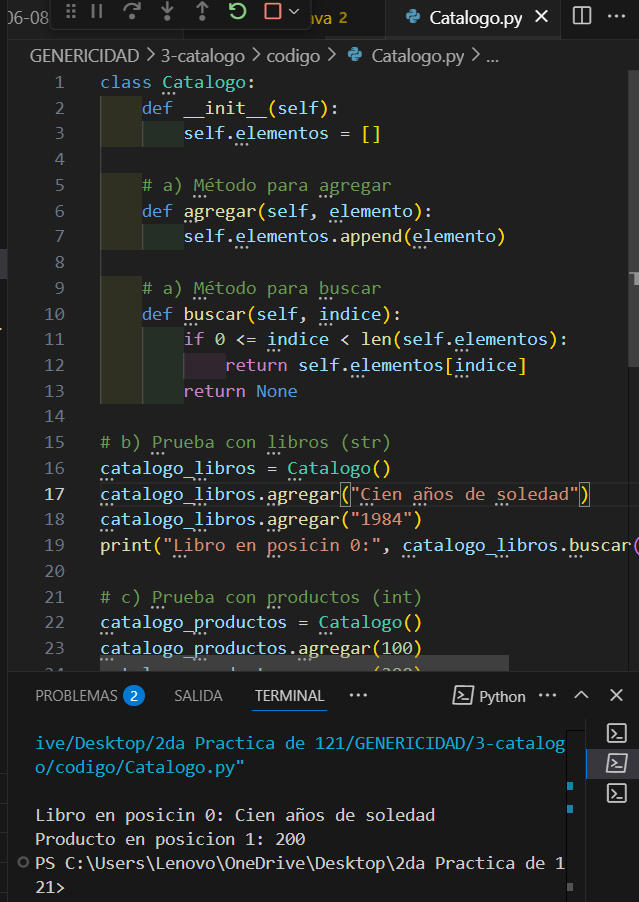 06-08
ava 2
Catalogo.py
GENERICIDAD > 3-catalogo > codigo > Catalogo.py > ...
1 class Catalogo:
2 def __init__(self):
3 self.elementos = []
4
5 # a) Método para agregar
6 def agregar(self, elemento):
7 self.elementos.append(elemento)
8
9 # a) Método para buscar
10 def buscar(self, indice):
11 if 0 <= indice < len(self.elementos):
12 return self.elementos[indice]
13 return None
14
15 # b) Prueba con libros (str)
16 catalogo_libros = Catalogo()
17 catalogo_libros.agregar("Cien años de soledad")
18 catalogo_libros.agregar("1984")
19 print("Libro en posicin 0:", catalogo_libros.buscar(
20
21 # c) Prueba con productos (int)
22 catalogo_productos = Catalogo()
23 catalogo_productos.agregar(100)
PROBLEMAS 2 SALIDA TERMINAL ... Python ...
ive/Desktop/2da Practica de 121/GENERICIDAD/3-catalog
o/codigo/Catalogo.py"
Libro en posicin 0: Cien años de soledad
Producto en posicion 1: 200
PS C:\Users\Lenovo\OneDrive\Desktop\2da Practica de 1
21>